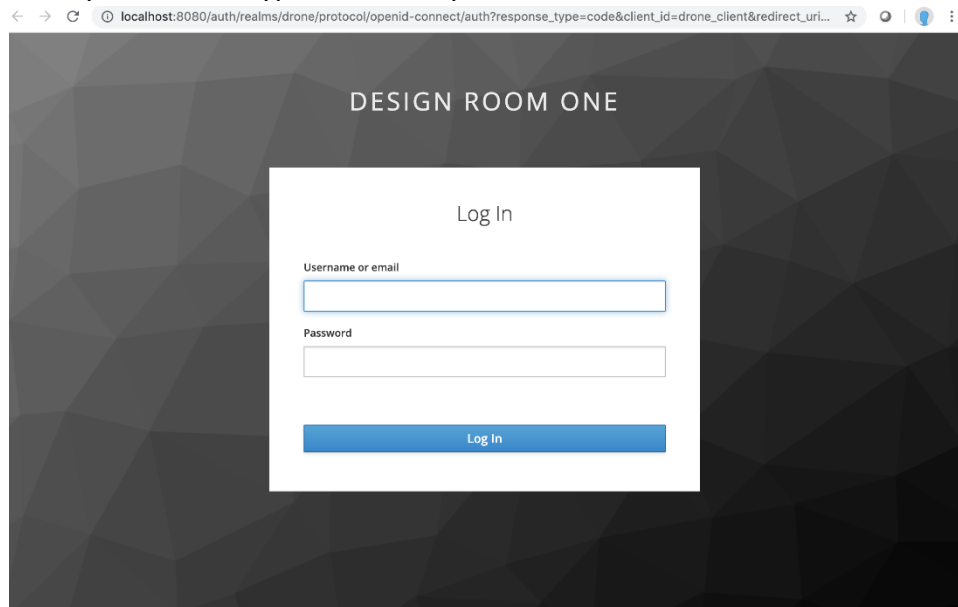 localhost:8080/auth/realms/drone/protocol/openid-connect/auth?response_type=code&client_id=drone_client&redirect_uri...
DESIGN ROOM ONE
Log In
Username or email
Password
Log In